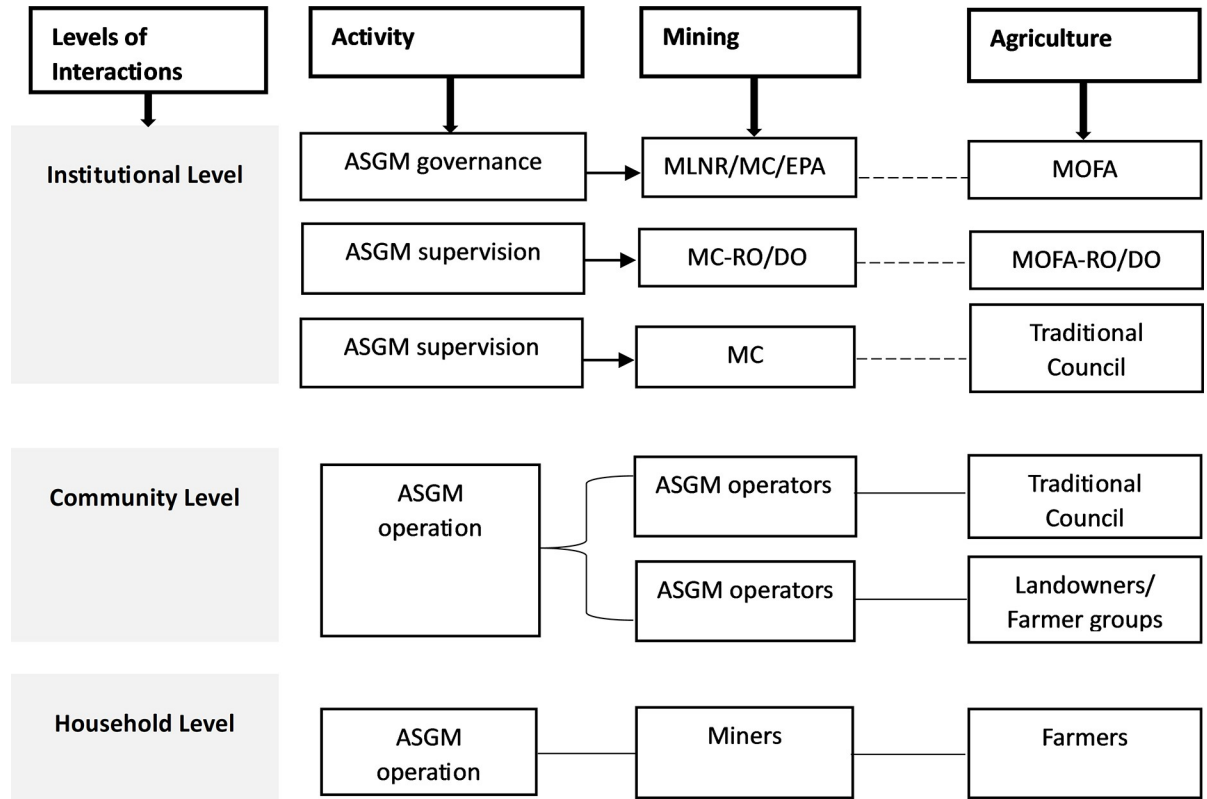 Levels of
Interactions
Activity
Mining
Agriculture
Institutional Level
ASGM governance
MLNR/MC/EPA
MOFA
ASGM supervision
MC-RO/DO
MOFA-RO/DO
ASGM supervision
MC
Traditional
Council
Community Level
ASGM
operation
ASGM operators
Traditional
Council
ASGM operators
Landowners/
Farmer groups
Household Level
ASGM
operation
Miners
Farmers